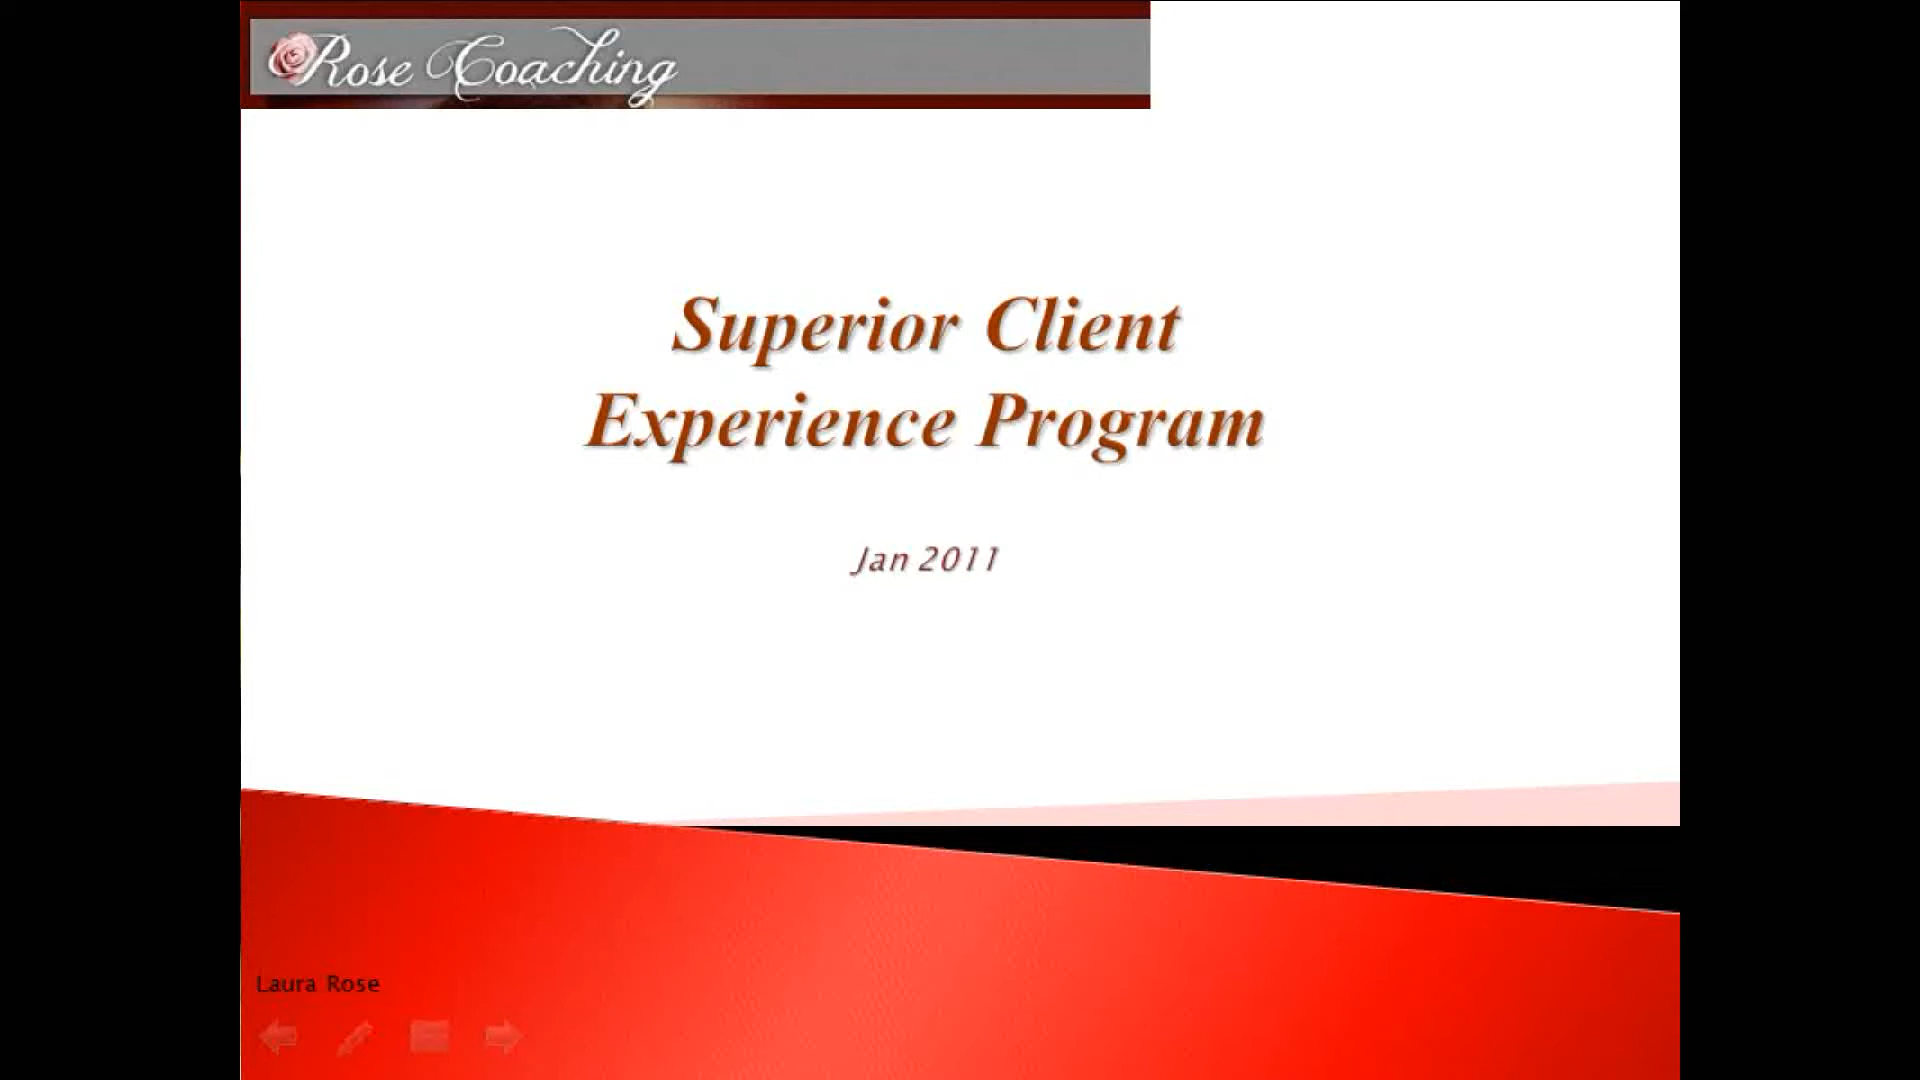 Rose Coaching
Superior Client
Experience Program
Jan 2011
Laura Rose